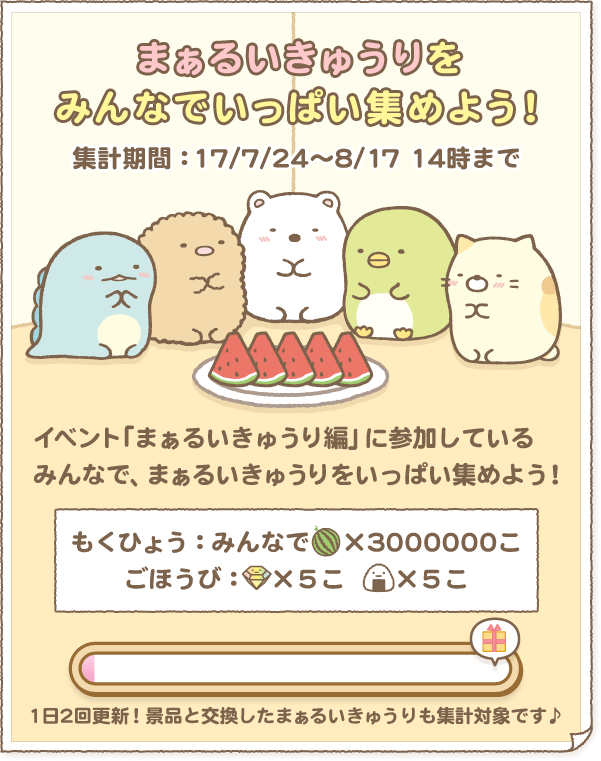 まぁるいきゅうりを
みんなでいっぱい集めよう！
集計期間：17/7/24～8/17 14時まで
イベント「まぁるいきゅうり編」に参加している
みんなで、まぁるいきゅうりをいっぱい集めよう！
もくひょう：みんなで×3000000こ
ごほうび：×５こ ×５こ
1日2回更新！景品と交換したまぁるいきゅうりも集計対象です♪